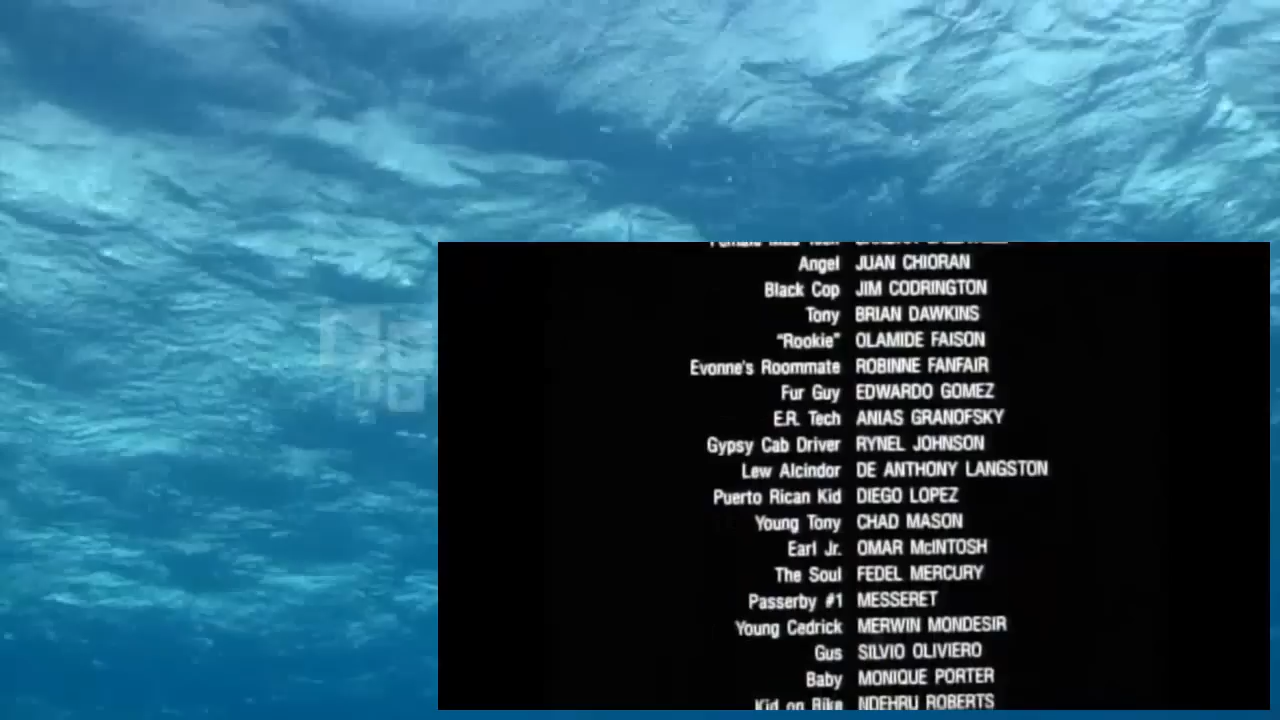 Angel JUAN CHIORAN
Black Cop JIM CODRINGTON
Tony BRIAN DAWKINS
"Rookie" OLAMIDE FAISON
Evonne's Roommate ROBINNE FANFAIR
Fur Guy EDWARDO GOMEZ
E.R. Tech ANIAS GRANOFSKY
Gypsy Cab Driver RYNEL JOHNSON
Lew Alcindor DE ANTHONY LANGSTON
Puerto Rican Kid DIEGO LOPEZ
Young Tony CHAD MASON
Earl Jr. OMAR McINTOSH
The Soul FEDEL MERCURY
Passerby #1 MESSERET
Young Cedrick MERWIN MONDESIR
Gus SILVIO OLIVIERO
Baby MONIQUE PORTER
Kid on Bike NDEHRU ROBERTS